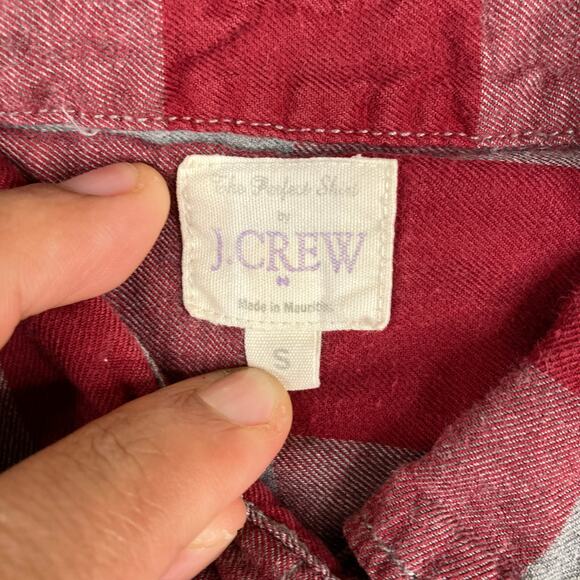 The Perfect Shirt
by
J.CREW
Made in Mauritius
S